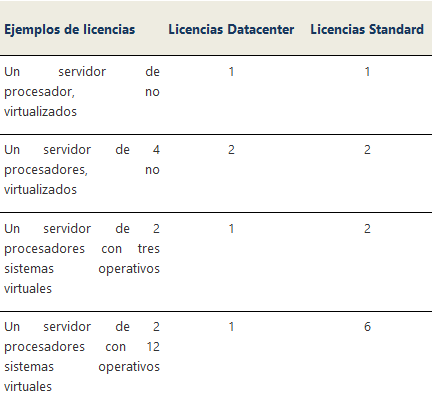 Ejemplos de licencias Licencias Datacenter Licencias Standard
Un servidor de 1 1
procesador, no
virtualizados
Un servidor de 4 2 2
procesadores, no
virtualizados
Un servidor de 2 1 2
procesadores con tres
sistemas operativos
virtuales
Un servidor de 2 1 6
procesadores con 12
sistemas operativos
virtuales